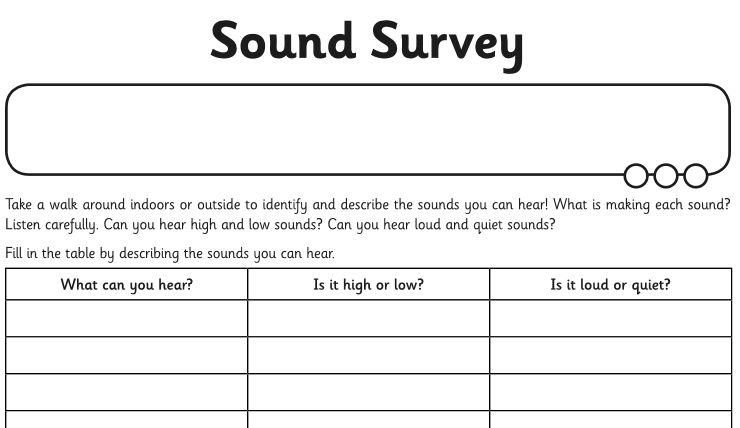 Sound Survey
Take a walk around indoors or outside to identify and describe the sounds you can hear! What is making each sound?
Listen carefully. Can you hear high and low sounds? Can you hear loud and quiet sounds?
Fill in the table by describing the sounds you can hear.
What can you hear? Is it high or low? Is it loud or quiet?